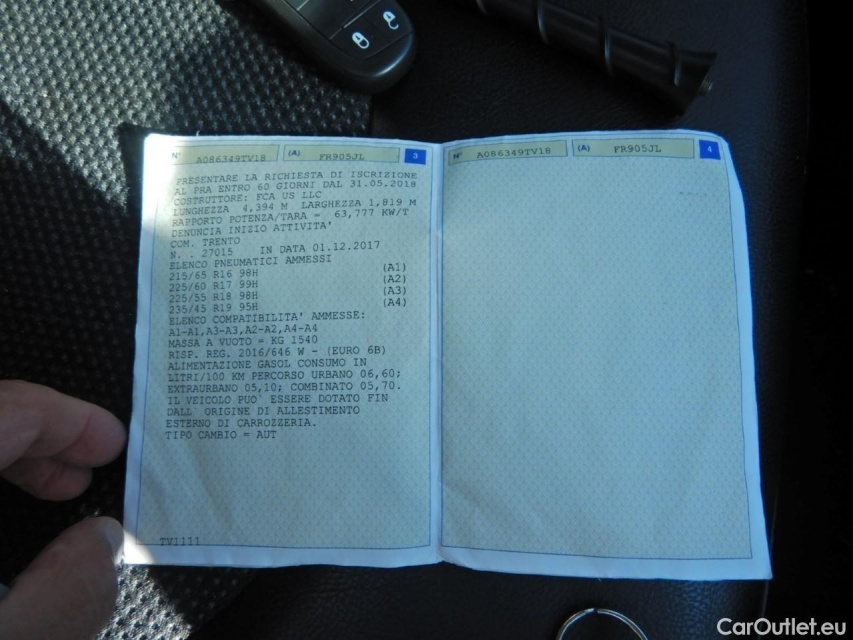 N° A086349TV18 (A) FR905JL 3
PRESENTARE LA RICHIESTA DI ISCRIZIONE
AL PRA ENTRO 60 GIORNI DAL 31.05.2018
COSTRUTTORE: FCA US LLC
LUNGHEZZA 4,394 M LARGHEZZA 1,819 M
RAPPORTO POTENZA/TARA = 63,777 KW/T
DENUNCIA INIZIO ATTIVITA'
COM. TRENTO
N. . 27015 IN DATA 01.12.2017
ELENCO PNEUMATICI AMMESSI
215/65 R16 98H (A1)
225/60 R17 99H (A2)
225/55 R18 98H (A3)
235/45 R19 95H (A4)
ELENCO COMPATIBILITA' AMMESSE:
A1-A1,A3-A3,A2-A2,A4-A4
MASSA A VUOTO = KG 1540
RISP. REG. 2016/646 W - (EURO 6B)
ALIMENTAZIONE GASOL CONSUMO IN
LITRI/100 KM PERCORSO URBANO 06,60;
EXTRAURBANO 05,10; COMBINATO 05,70.
IL VEICOLO PUO' ESSERE DOTATO FIN
DALL' ORIGINE DI ALLESTIMENTO
ESTERNO DI CARROZZERIA.
TIPO CAMBIO = AUT
TV1111
N° A086349TV18 (A) FR905JL 4
CarOutlet.eu